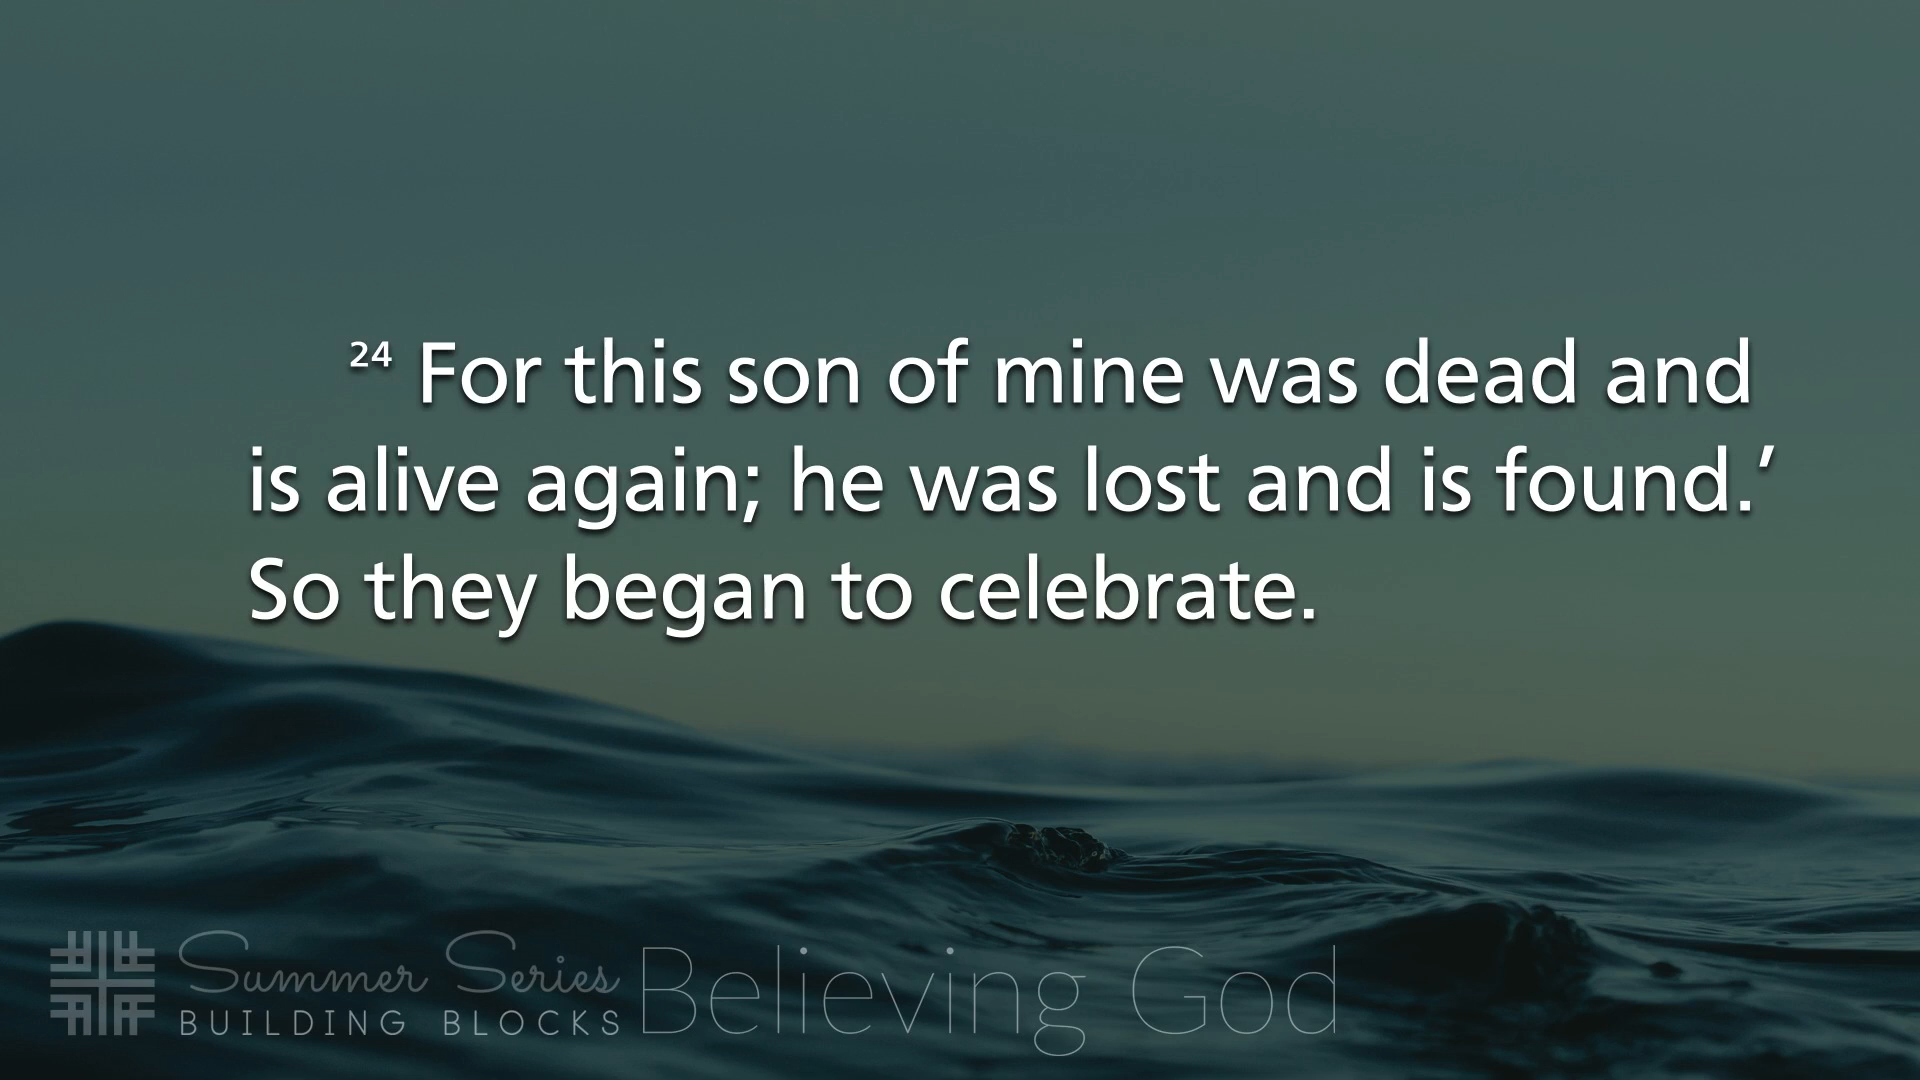 24 For this son of mine was dead and
is alive again; he was lost and is found.’
So they began to celebrate.
Summer Series
BUILDING BLOCKS
Believing God